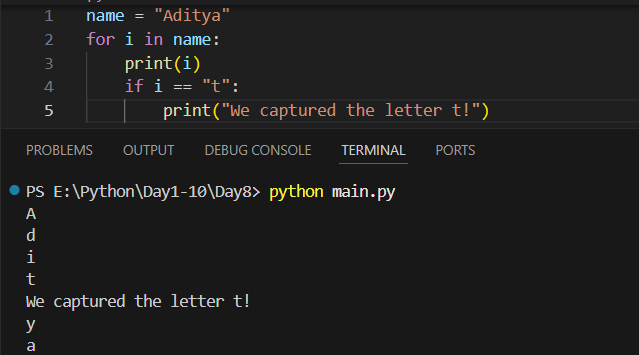 1 name = "Aditya"
2 for i in name:
3     print(i)
4     if i == "t":
5         print("We captured the letter t!")
PROBLEMS OUTPUT DEBUG CONSOLE TERMINAL PORTS
PS E:\Python\Day1-10\Day8> python main.py
A
d
i
t
We captured the letter t!
y
a